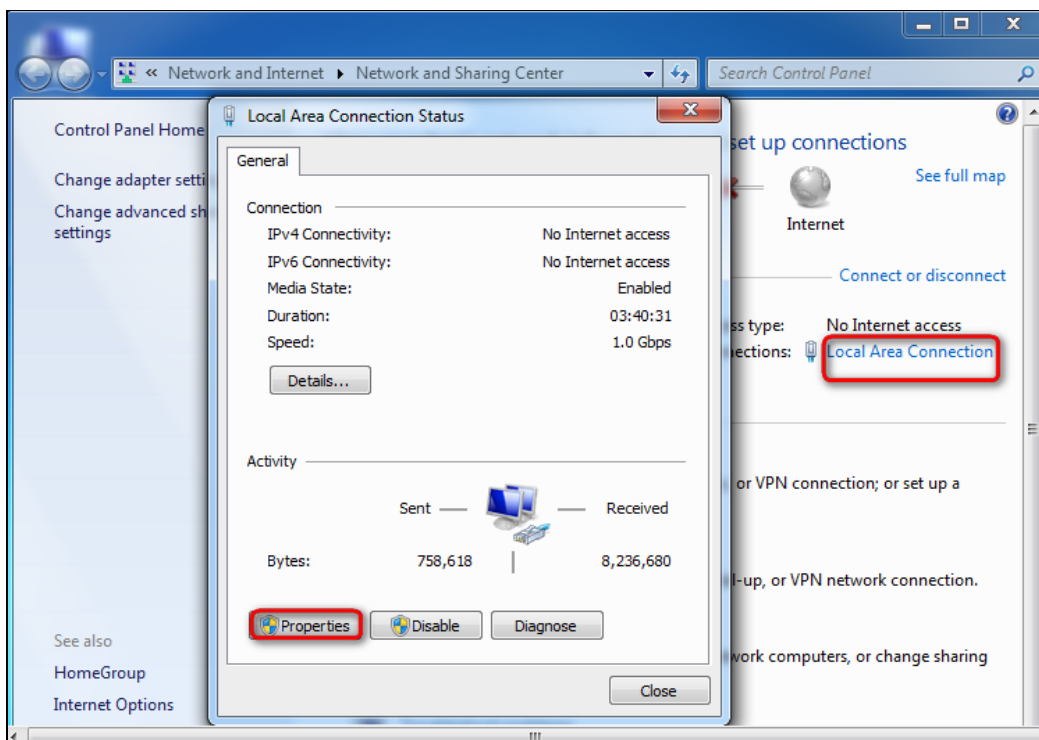 « Network and Internet ▸ Network and Sharing Center
Search Control Panel
Control Panel Home
Change adapter setti
Change advanced sh
settings
See also
HomeGroup
Internet Options
Local Area Connection Status
General
Connection
IPv4 Connectivity: No Internet access
IPv6 Connectivity: No Internet access
Media State: Enabled
Duration: 03:40:31
Speed: 1.0 Gbps
Details...
Activity
Sent Received
Bytes: 758,618 8,236,680
Properties Disable Diagnose
Close
set up connections
See full map
Internet
Connect or disconnect
ss type: No Internet access
nections: Local Area Connection
or VPN connection; or set up a
l-up, or VPN network connection.
work computers, or change sharing